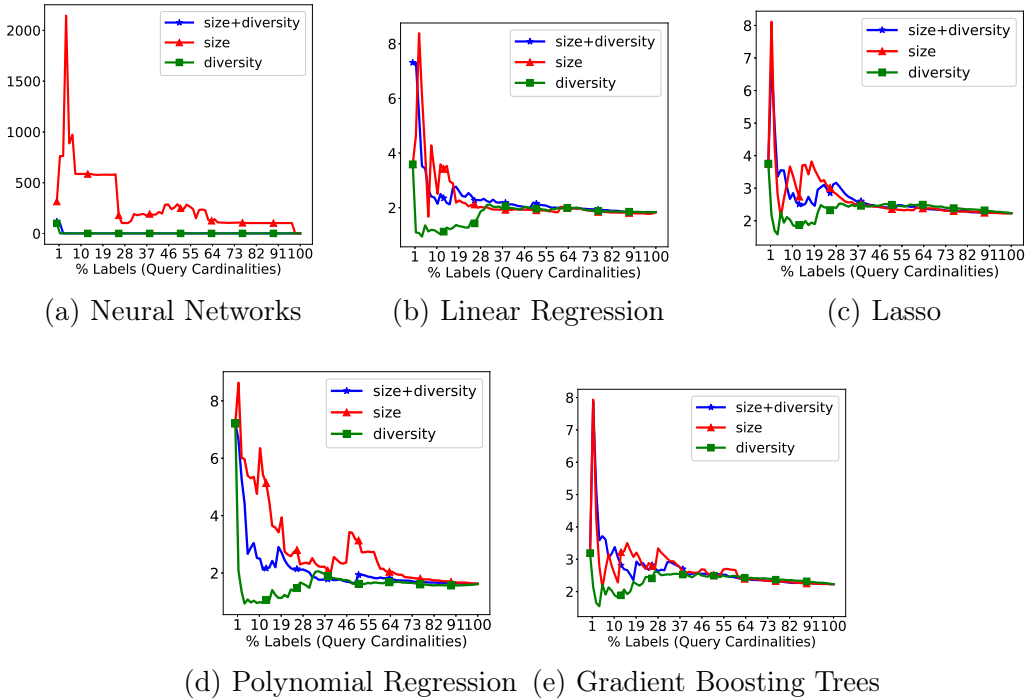 size+diversity
size
diversity
2000
1500
1000
500
0
1 10 19 28 37 46 55 64 73 82 91100
% Labels (Query Cardinalities)
(a) Neural Networks
size+diversity
size
diversity
8
6
4
2
1 10 19 28 37 46 55 64 73 82 91100
% Labels (Query Cardinalities)
(b) Linear Regression
size+diversity
size
diversity
8
7
6
5
4
3
2
1 10 19 28 37 46 55 64 73 82 91100
% Labels (Query Cardinalities)
(c) Lasso
size+diversity
size
diversity
8
6
4
2
1 10 19 28 37 46 55 64 73 82 91100
% Labels (Query Cardinalities)
(d) Polynomial Regression
size+diversity
size
diversity
8
7
6
5
4
3
2
1 10 19 28 37 46 55 64 73 82 91100
% Labels (Query Cardinalities)
(e) Gradient Boosting Trees